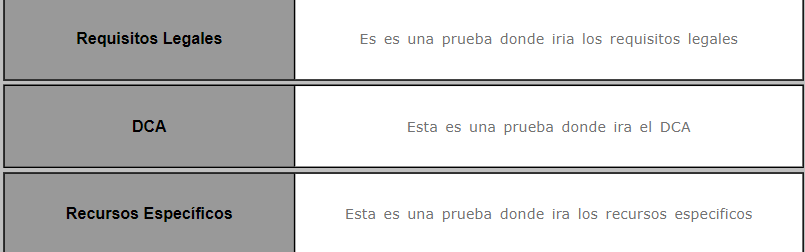 Requisitos Legales
Es es una prueba donde iria los requisitos legales
DCA
Esta es una prueba donde ira el DCA
Recursos Específicos
Esta es una prueba donde ira los recursos especificos